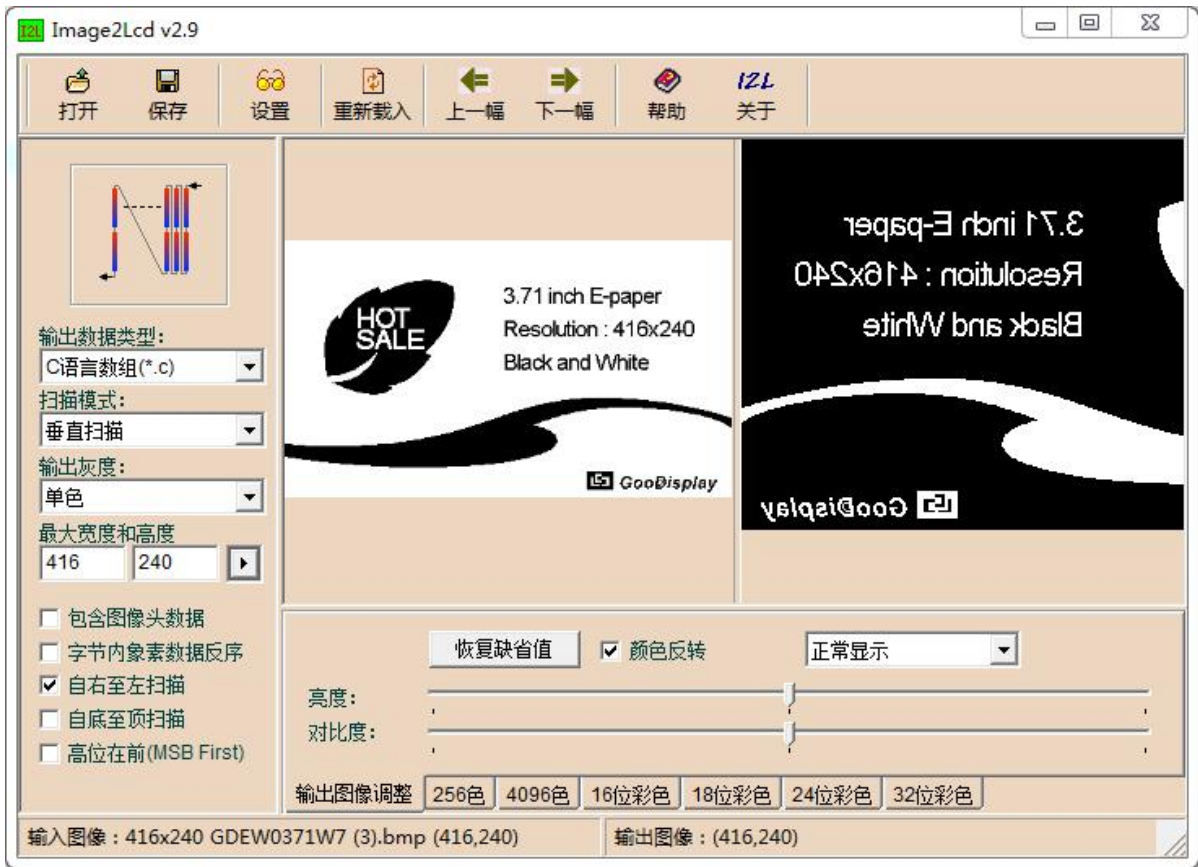 I2L Image2Lcd v2.9
打开 保存 设置 重新载入 上一幅 下一幅 帮助 I2L 关于
输出数据类型:
C语言数组(*.c)
扫描模式:
垂直扫描
输出灰度:
单色
最大宽度和高度
416 240
包含图像头数据
字节内象素数据反序
自右至左扫描
自底至顶扫描
高位在前(MSB First)
HOT
SALE
3.71 inch E-paper
Resolution : 416x240
Black and White
GooDisplay
3.71 inch E-paper
Resolution : 416x240
Black and White
GooDisplay
恢复缺省值 颜色反转 正常显示
亮度:
对比度:
输出图像调整 256色 4096色 16位彩色 18位彩色 24位彩色 32位彩色
输入图像:416x240 GDEW0371W7 (3).bmp (416,240) 输出图像:(416,240)